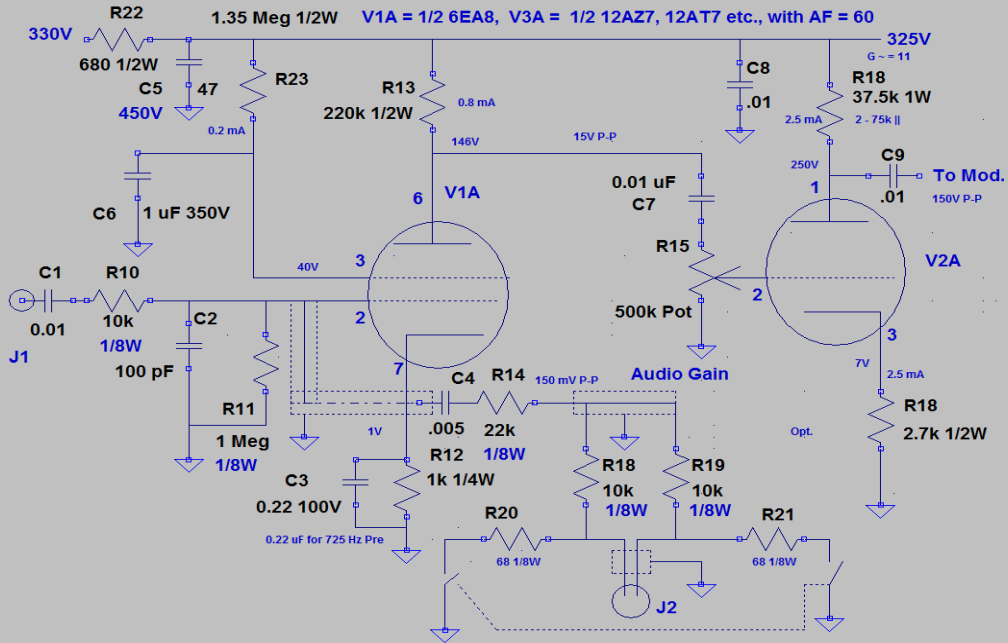 R22
1.35 Meg 1/2W
V1A = 1/2 6EA8, V3A = 1/2 12AZ7, 12AT7 etc., with AF = 60
330V
325V
G ~ = 11
680 1/2W
C5
47
450V
R23
0.2 mA
R13
220k 1/2W
0.8 mA
146V
15V P-P
C8
.01
R18
37.5k 1W
2.5 mA
2 - 75k ||
250V
C9
.01
To Mod.
150V P-P
C6
1 uF 350V
6
V1A
0.01 uF
C7
1
R15
V2A
40V
3
2
500k Pot
2
3
C1
0.01
J1
R10
10k
1/8W
C2
100 pF
R11
1 Meg
1/8W
7
C4
.005
R14
22k
1/8W
150 mV P-P
Audio Gain
7V
2.5 mA
R18
2.7k 1/2W
Opt.
1V
C3
0.22 100V
0.22 uF for 725 Hz Pre
R12
1k 1/4W
R18
10k
1/8W
R19
10k
1/8W
R20
68 1/8W
R21
68 1/8W
J2